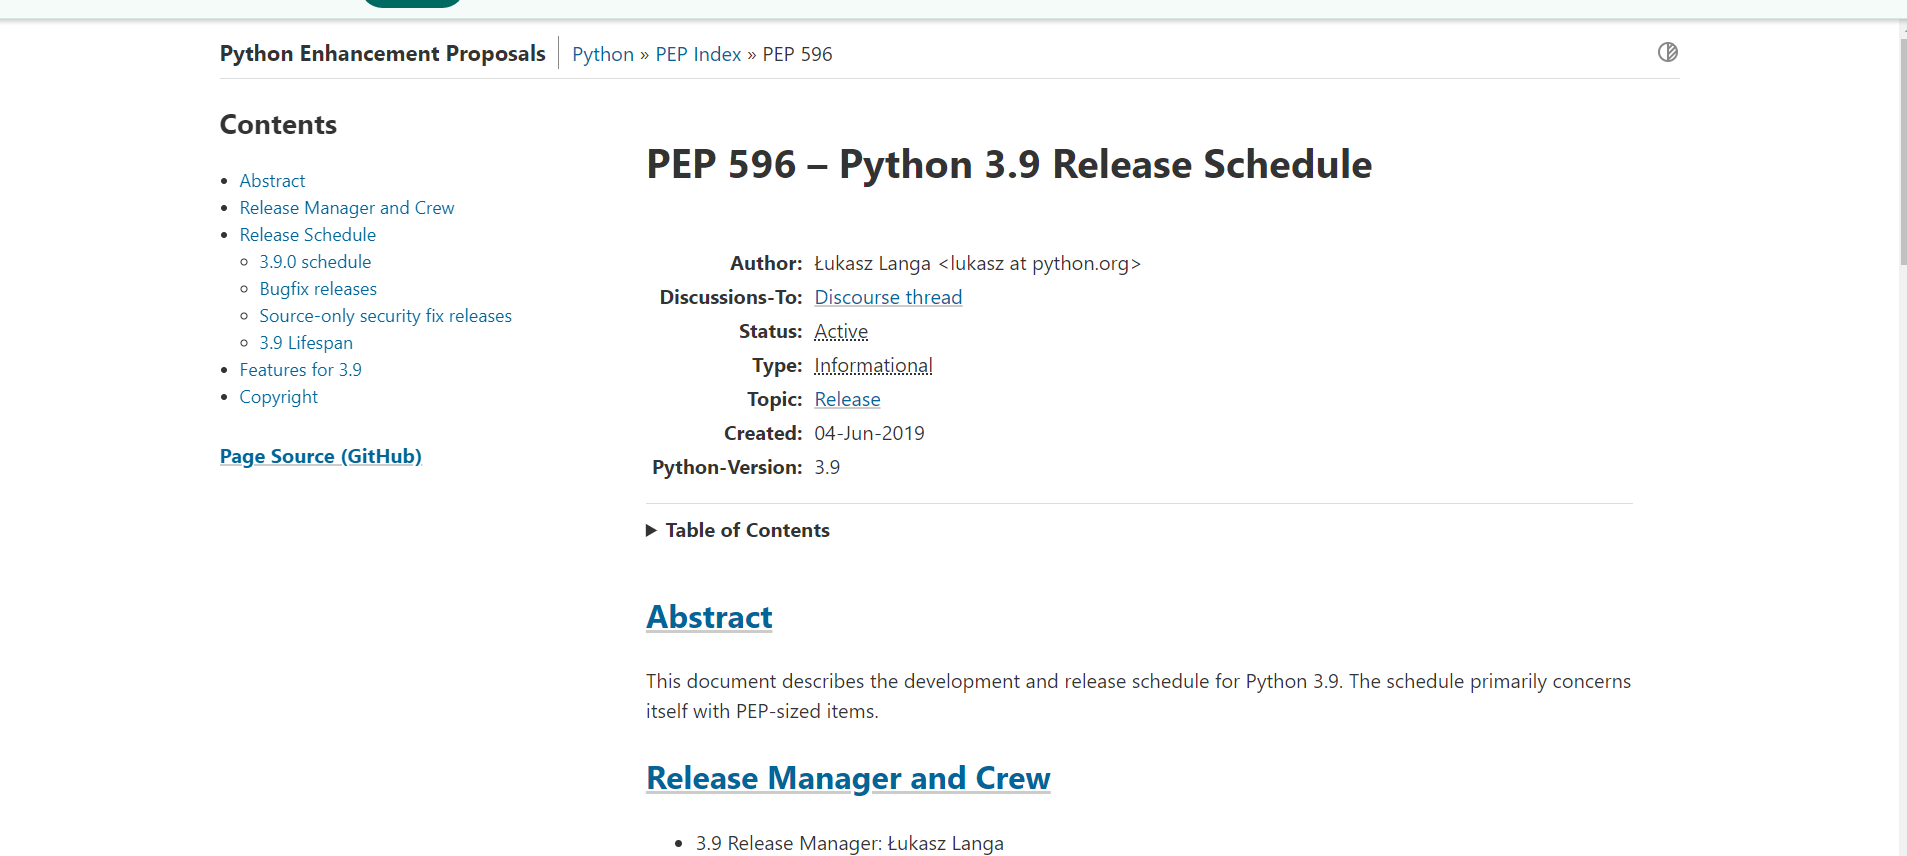 Python Enhancement Proposals
Python » PEP Index » PEP 596
Contents
Abstract
Release Manager and Crew
Release Schedule
3.9.0 schedule
Bugfix releases
Source-only security fix releases
3.9 Lifespan
Features for 3.9
Copyright
Page Source (GitHub)
PEP 596 – Python 3.9 Release Schedule
Author: Łukasz Langa <lukasz at python.org>
Discussions-To: Discourse thread
Status: Active
Type: Informational
Topic: Release
Created: 04-Jun-2019
Python-Version: 3.9
Table of Contents
Abstract
This document describes the development and release schedule for Python 3.9. The schedule primarily concerns
itself with PEP-sized items.
Release Manager and Crew
3.9 Release Manager: Łukasz Langa